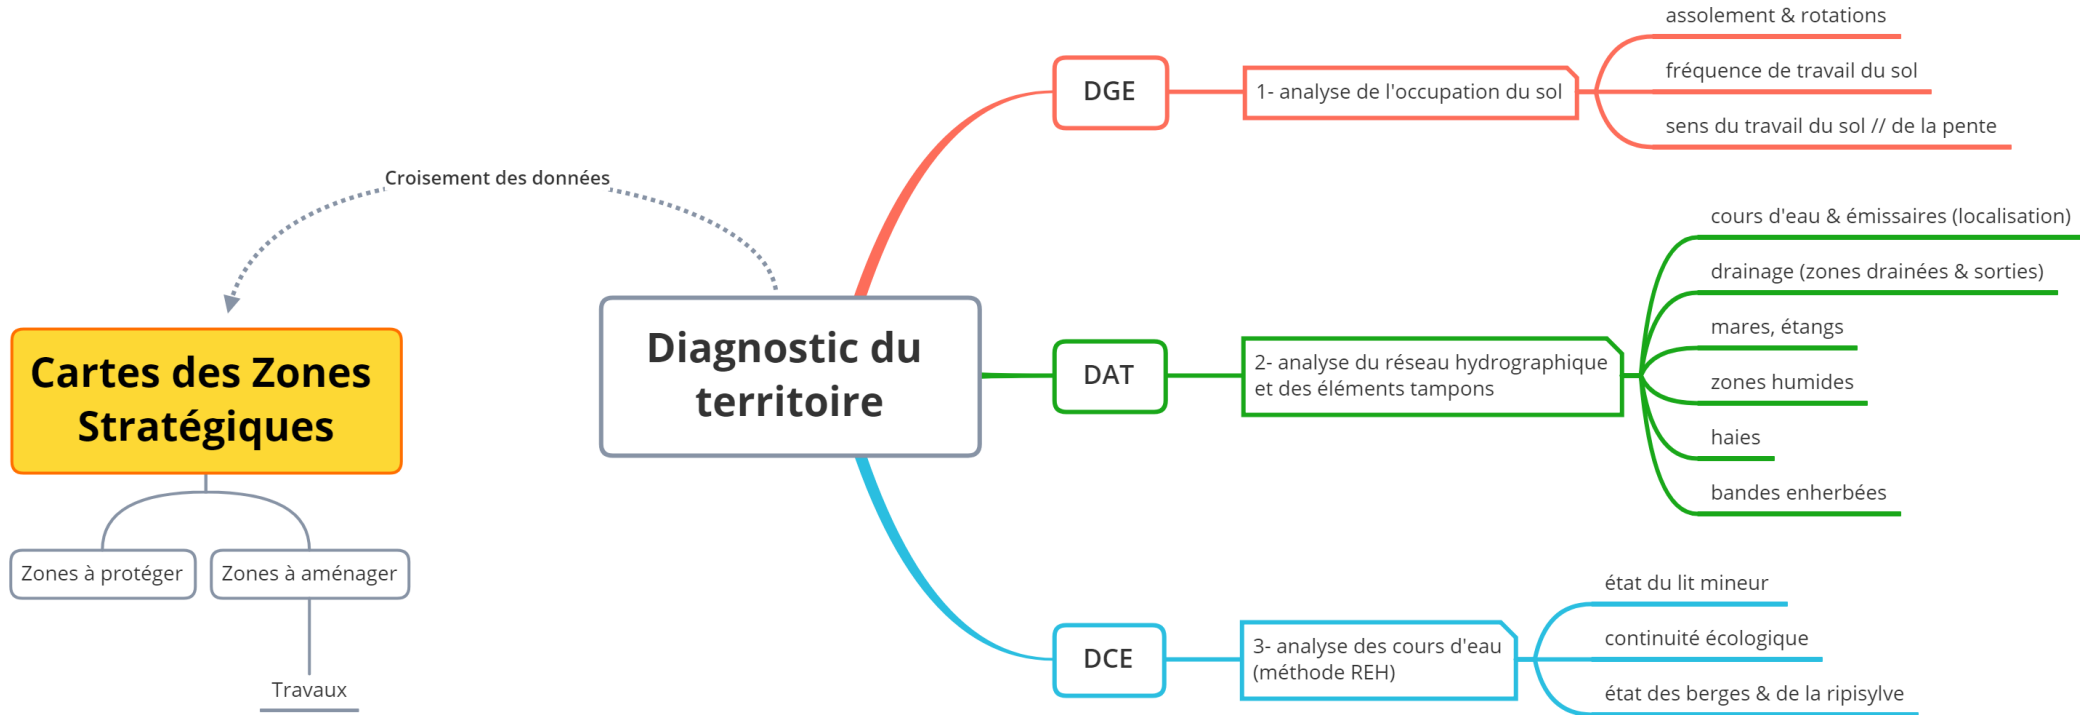 Croisement des données
Cartes des Zones
Stratégiques
Zones à protéger
Zones à aménager
Travaux
Diagnostic du
territoire
DGE
1- analyse de l'occupation du sol
assolement & rotations
fréquence de travail du sol
sens du travail du sol // de la pente
DAT
2- analyse du réseau hydrographique
et des éléments tampons
cours d'eau & émissaires (localisation)
drainage (zones drainées & sorties)
mares, étangs
zones humides
haies
bandes enherbées
DCE
3- analyse des cours d'eau
(méthode REH)
état du lit mineur
continuité écologique
état des berges & de la ripisylve